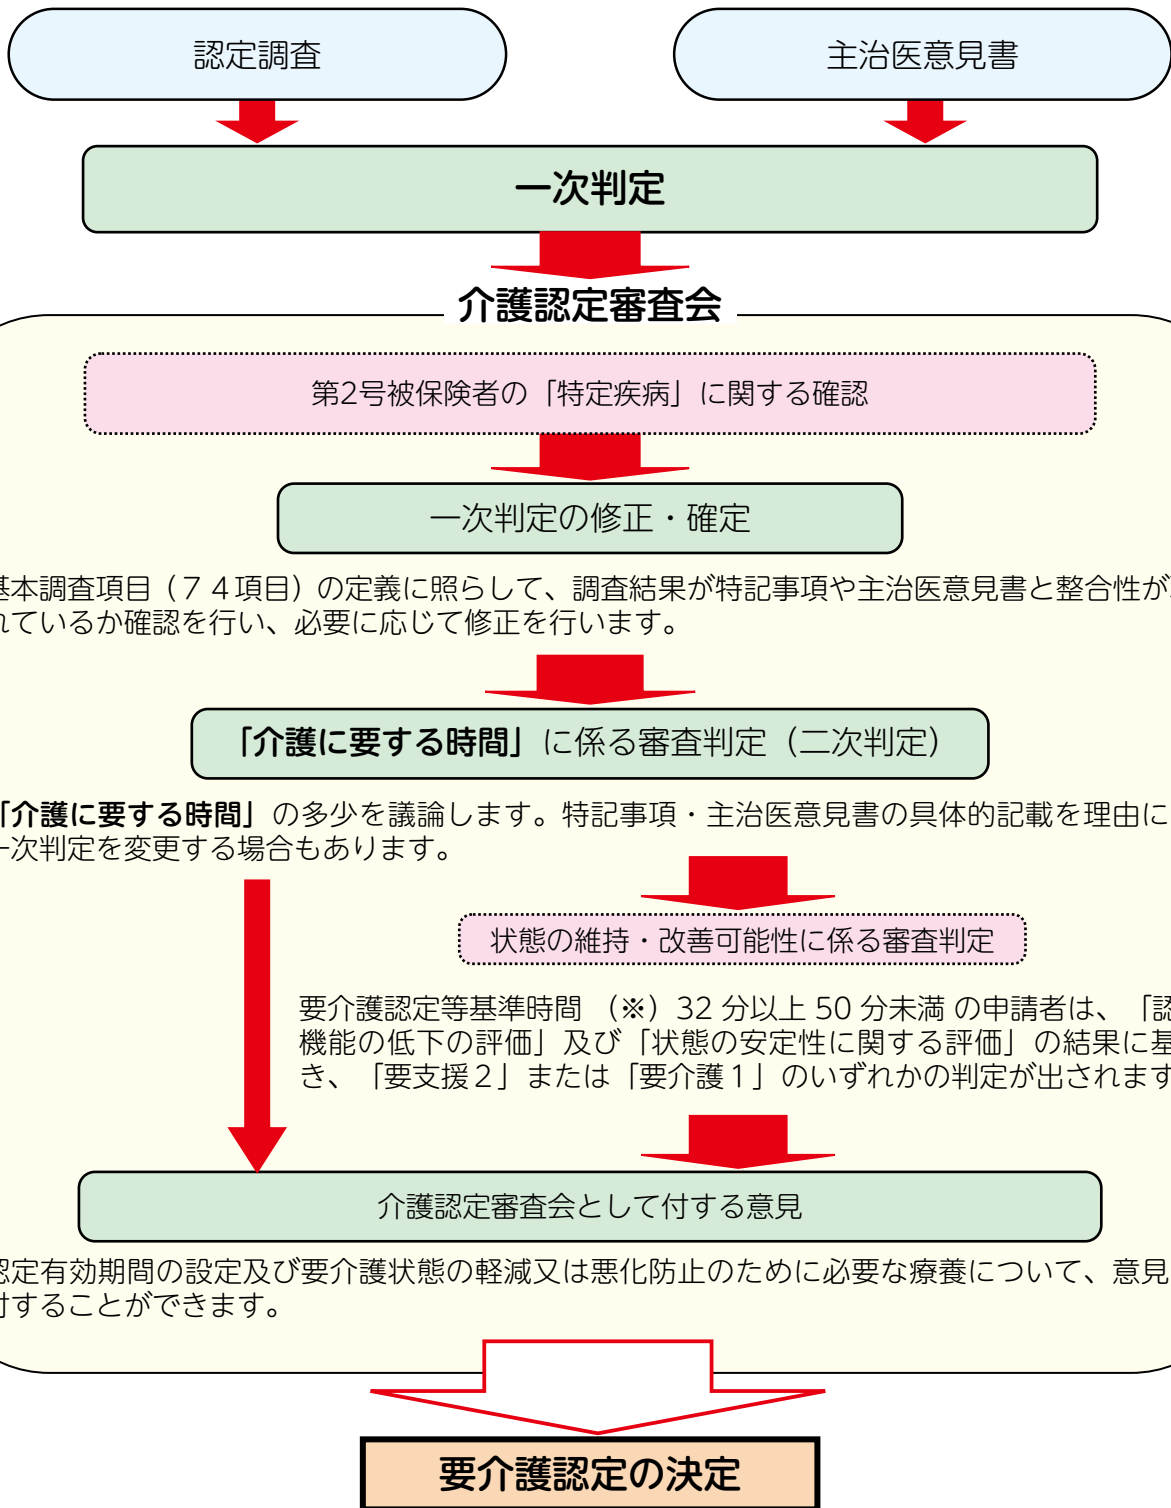 認定調査
主治医意見書
一次判定
介護認定審査会
第2号被保険者の「特定疾病」に関する確認
一次判定の修正・確定
基本調査項目（７４項目）の定義に照らして、調査結果が特記事項や主治医意見書と整合性が
れているか確認を行い、必要に応じて修正を行います。
「介護に要する時間」に係る審査判定（二次判定）
「介護に要する時間」の多少を議論します。特記事項・主治医意見書の具体的記載を理由に
一次判定を変更する場合もあります。
状態の維持・改善可能性に係る審査判定
要介護認定等基準時間 （※）32 分以上 50 分未満 の申請者は、「認
機能の低下の評価」及び「状態の安定性に関する評価」の結果に基
き、「要支援２」または「要介護１」のいずれかの判定が出されます
介護認定審査会として付する意見
認定有効期間の設定及び要介護状態の軽減又は悪化防止のために必要な療養について、意見
付することができます。
要介護認定の決定